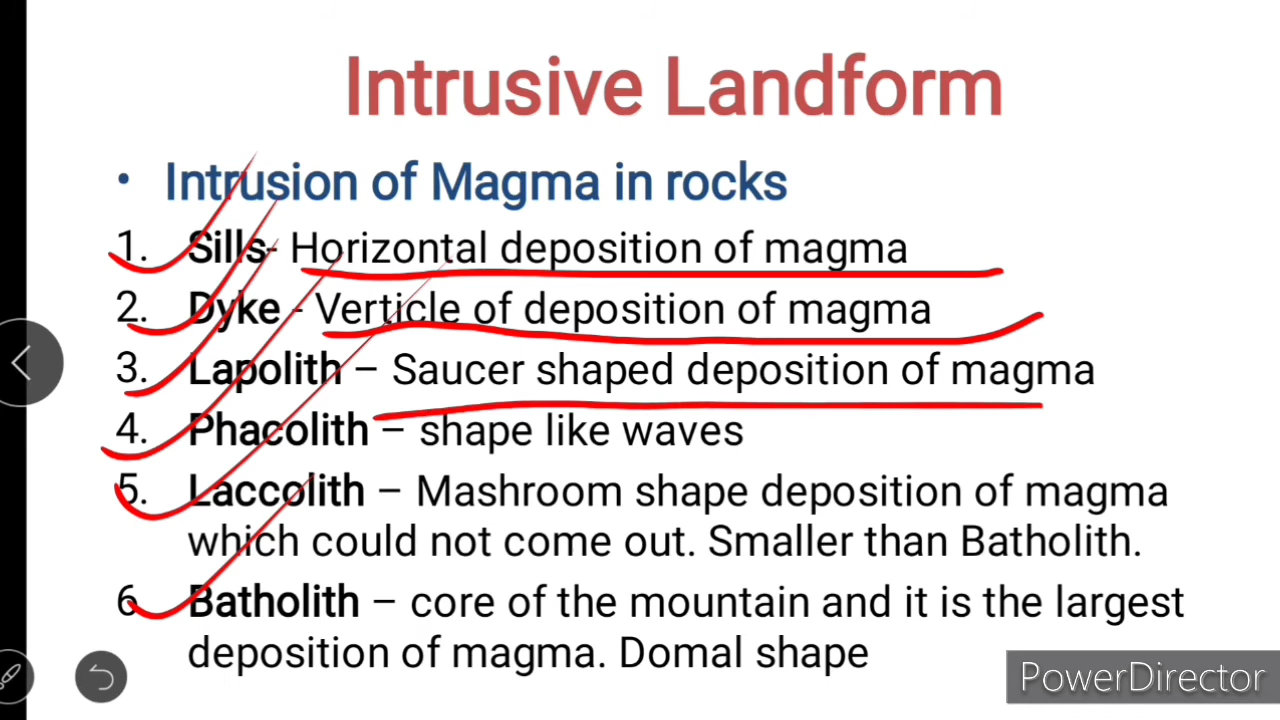 Intrusive Landform
• Intrusion of Magma in rocks
1. Sills- Horizontal deposition of magma
2. Dyke - Verticle of deposition of magma
3. Lapolith – Saucer shaped deposition of magma
4. Phacolith – shape like waves
5. Laccolith – Mashroom shape deposition of magma
which could not come out. Smaller than Batholith.
6. Batholith – core of the mountain and it is the largest
deposition of magma. Domal shape
PowerDirector